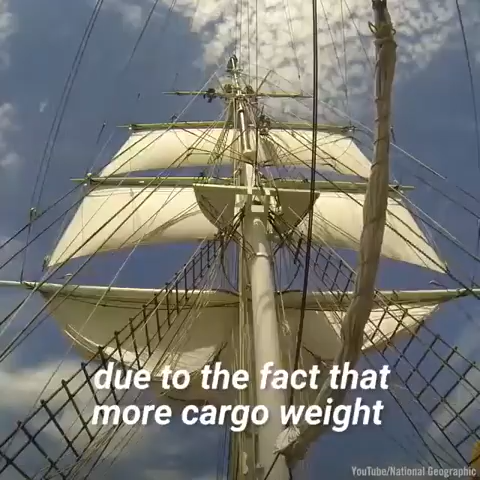 due to the fact that
more cargo weight
YouTube/National Geographic